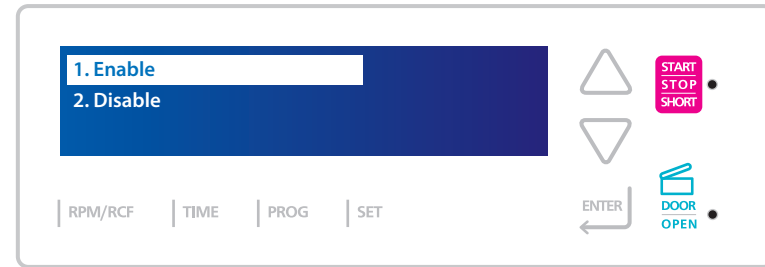 1. Enable
2. Disable
START
STOP
SHORT
RPM/RCF
TIME
PROG
SET
ENTER
DOOR
OPEN